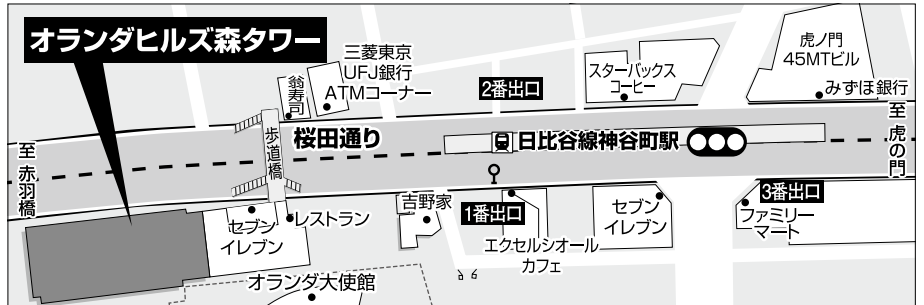 オランダヒルズ森タワー
三菱東京
UFJ銀行
ATMコーナー
翁寿司
2番出口
スターバックス
コーヒー
虎ノ門
45MTビル
みずほ銀行
至 赤羽橋
歩道橋
桜田通り
日比谷線神谷町駅
至 虎の門
セブン
イレブン
レストラン
吉野家
1番出口
エクセルシオール
カフェ
セブン
イレブン
3番出口
ファミリー
マート
オランダ大使館